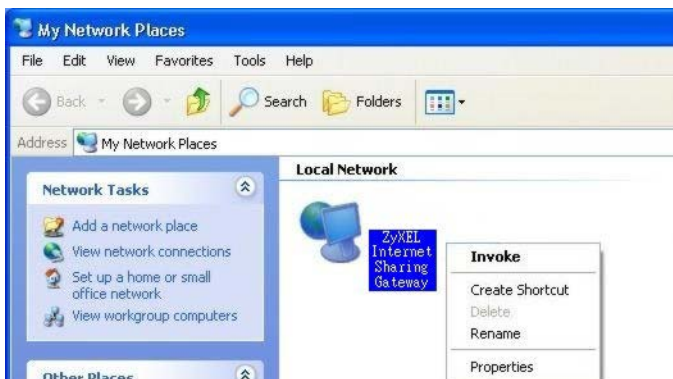 My Network Places
File Edit View Favorites Tools Help
Back Search Folders
Address My Network Places
Network Tasks
Add a network place
View network connections
Set up a home or small
office network
View workgroup computers
Other Places
Local Network
ZyXEL
Internet
Sharing
Gateway
Invoke
Create Shortcut
Delete
Rename
Properties